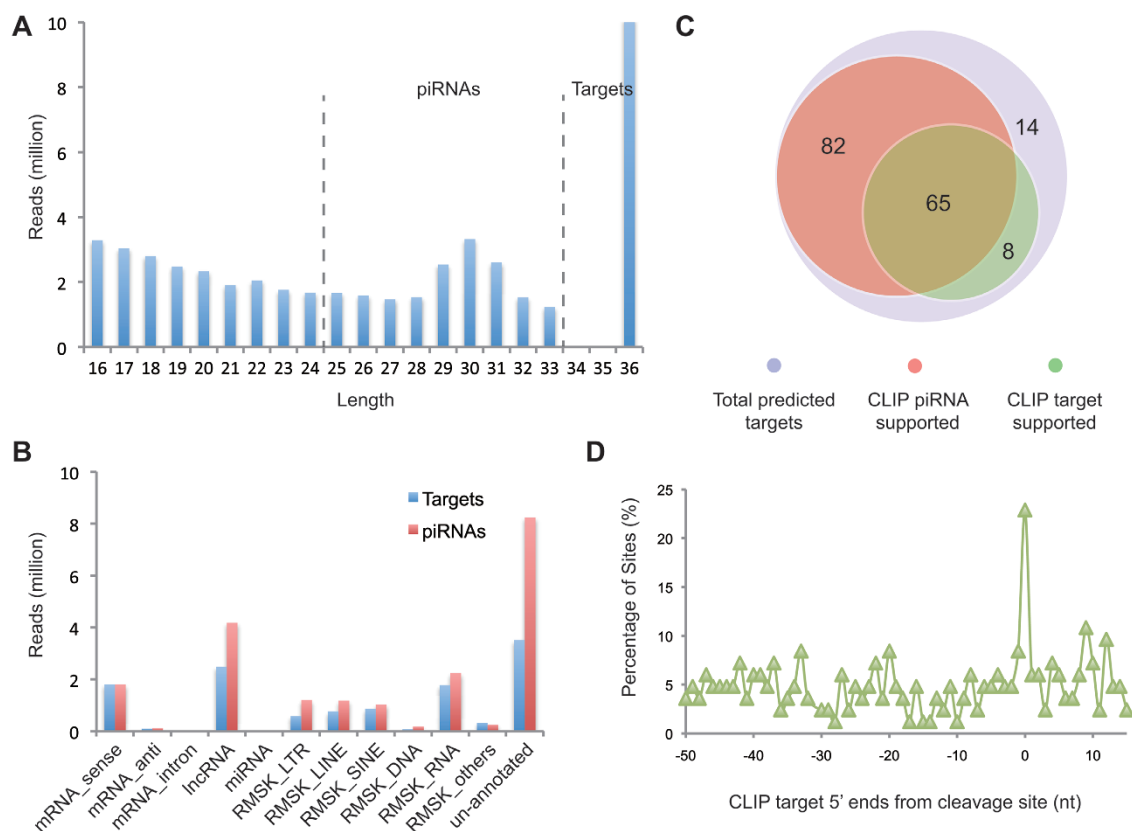 A
10
8
6
4
2
0
Reads (million)
piRNAs
Targets
16 17 18 19 20 21 22 23 24 25 26 27 28 29 30 31 32 33 34 35 36
Length
C
82
14
65
8
Total predicted targets
CLIP piRNA supported
CLIP target supported
B
10
8
6
4
2
0
Reads (million)
Targets
piRNAs
mRNA_sense
mRNA_anti
mRNA_intron
lncRNA
miRNA
RMSK_LTR
RMSK_LINE
RMSK_SINE
RMSK_DNA
RMSK_RNA
RMSK_others
un-annotated
D
25
20
15
10
5
0
Percentage of Sites (%)
-50 -40 -30 -20 -10 0 10
CLIP target 5' ends from cleavage site (nt)